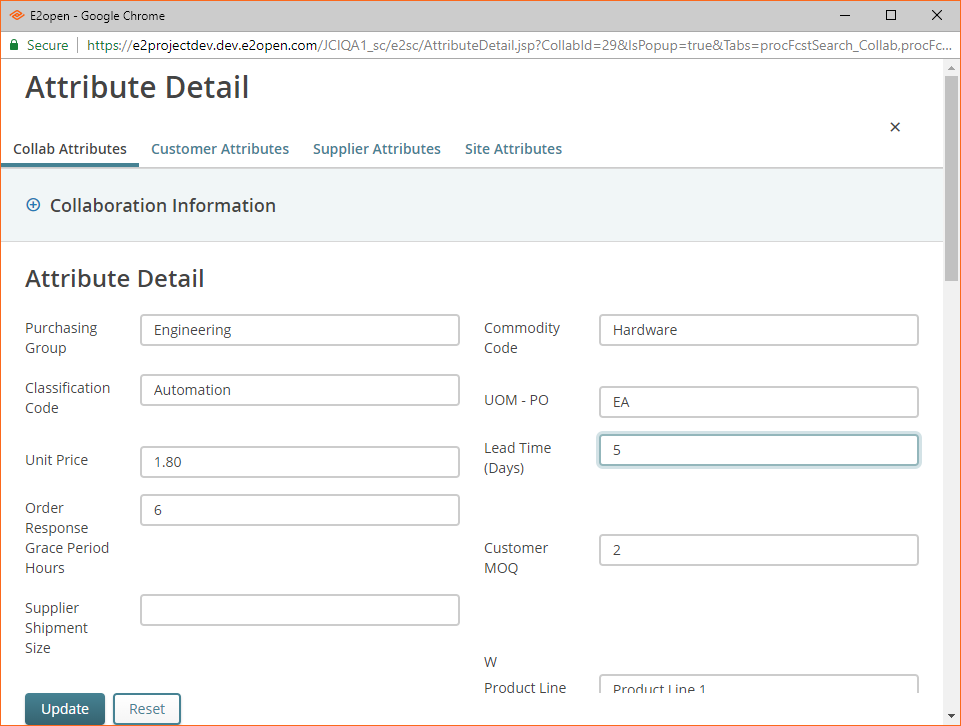 E2open - Google Chrome
Secure | https://e2projectdev.dev.e2open.com/JCIQA1_sc/e2sc/AttributeDetail.jsp?CollabId=29&IsPopup=true&Tabs=procFcstSearch_Collab,procFc...
Attribute Detail
Collab Attributes Customer Attributes Supplier Attributes Site Attributes
Collaboration Information
Attribute Detail
Purchasing
Group
Engineering
Commodity
Code
Hardware
Classification
Code
Automation
UOM - PO
EA
Unit Price
1.80
Lead Time
(Days)
5
Order
Response
Grace Period
Hours
6
Customer
MOQ
2
Supplier
Shipment
Size
W
Product Line
Product Line 1
Update Reset